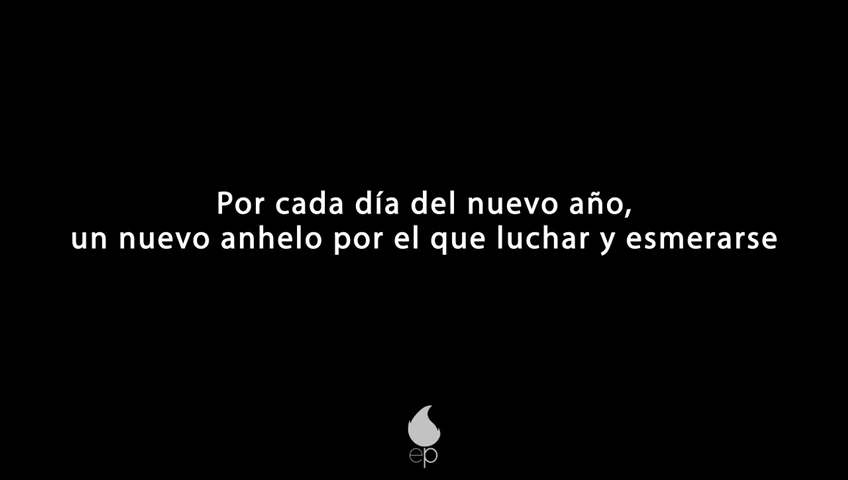 Por cada día del nuevo año,
un nuevo anhelo por el que luchar y esmerarse
ep